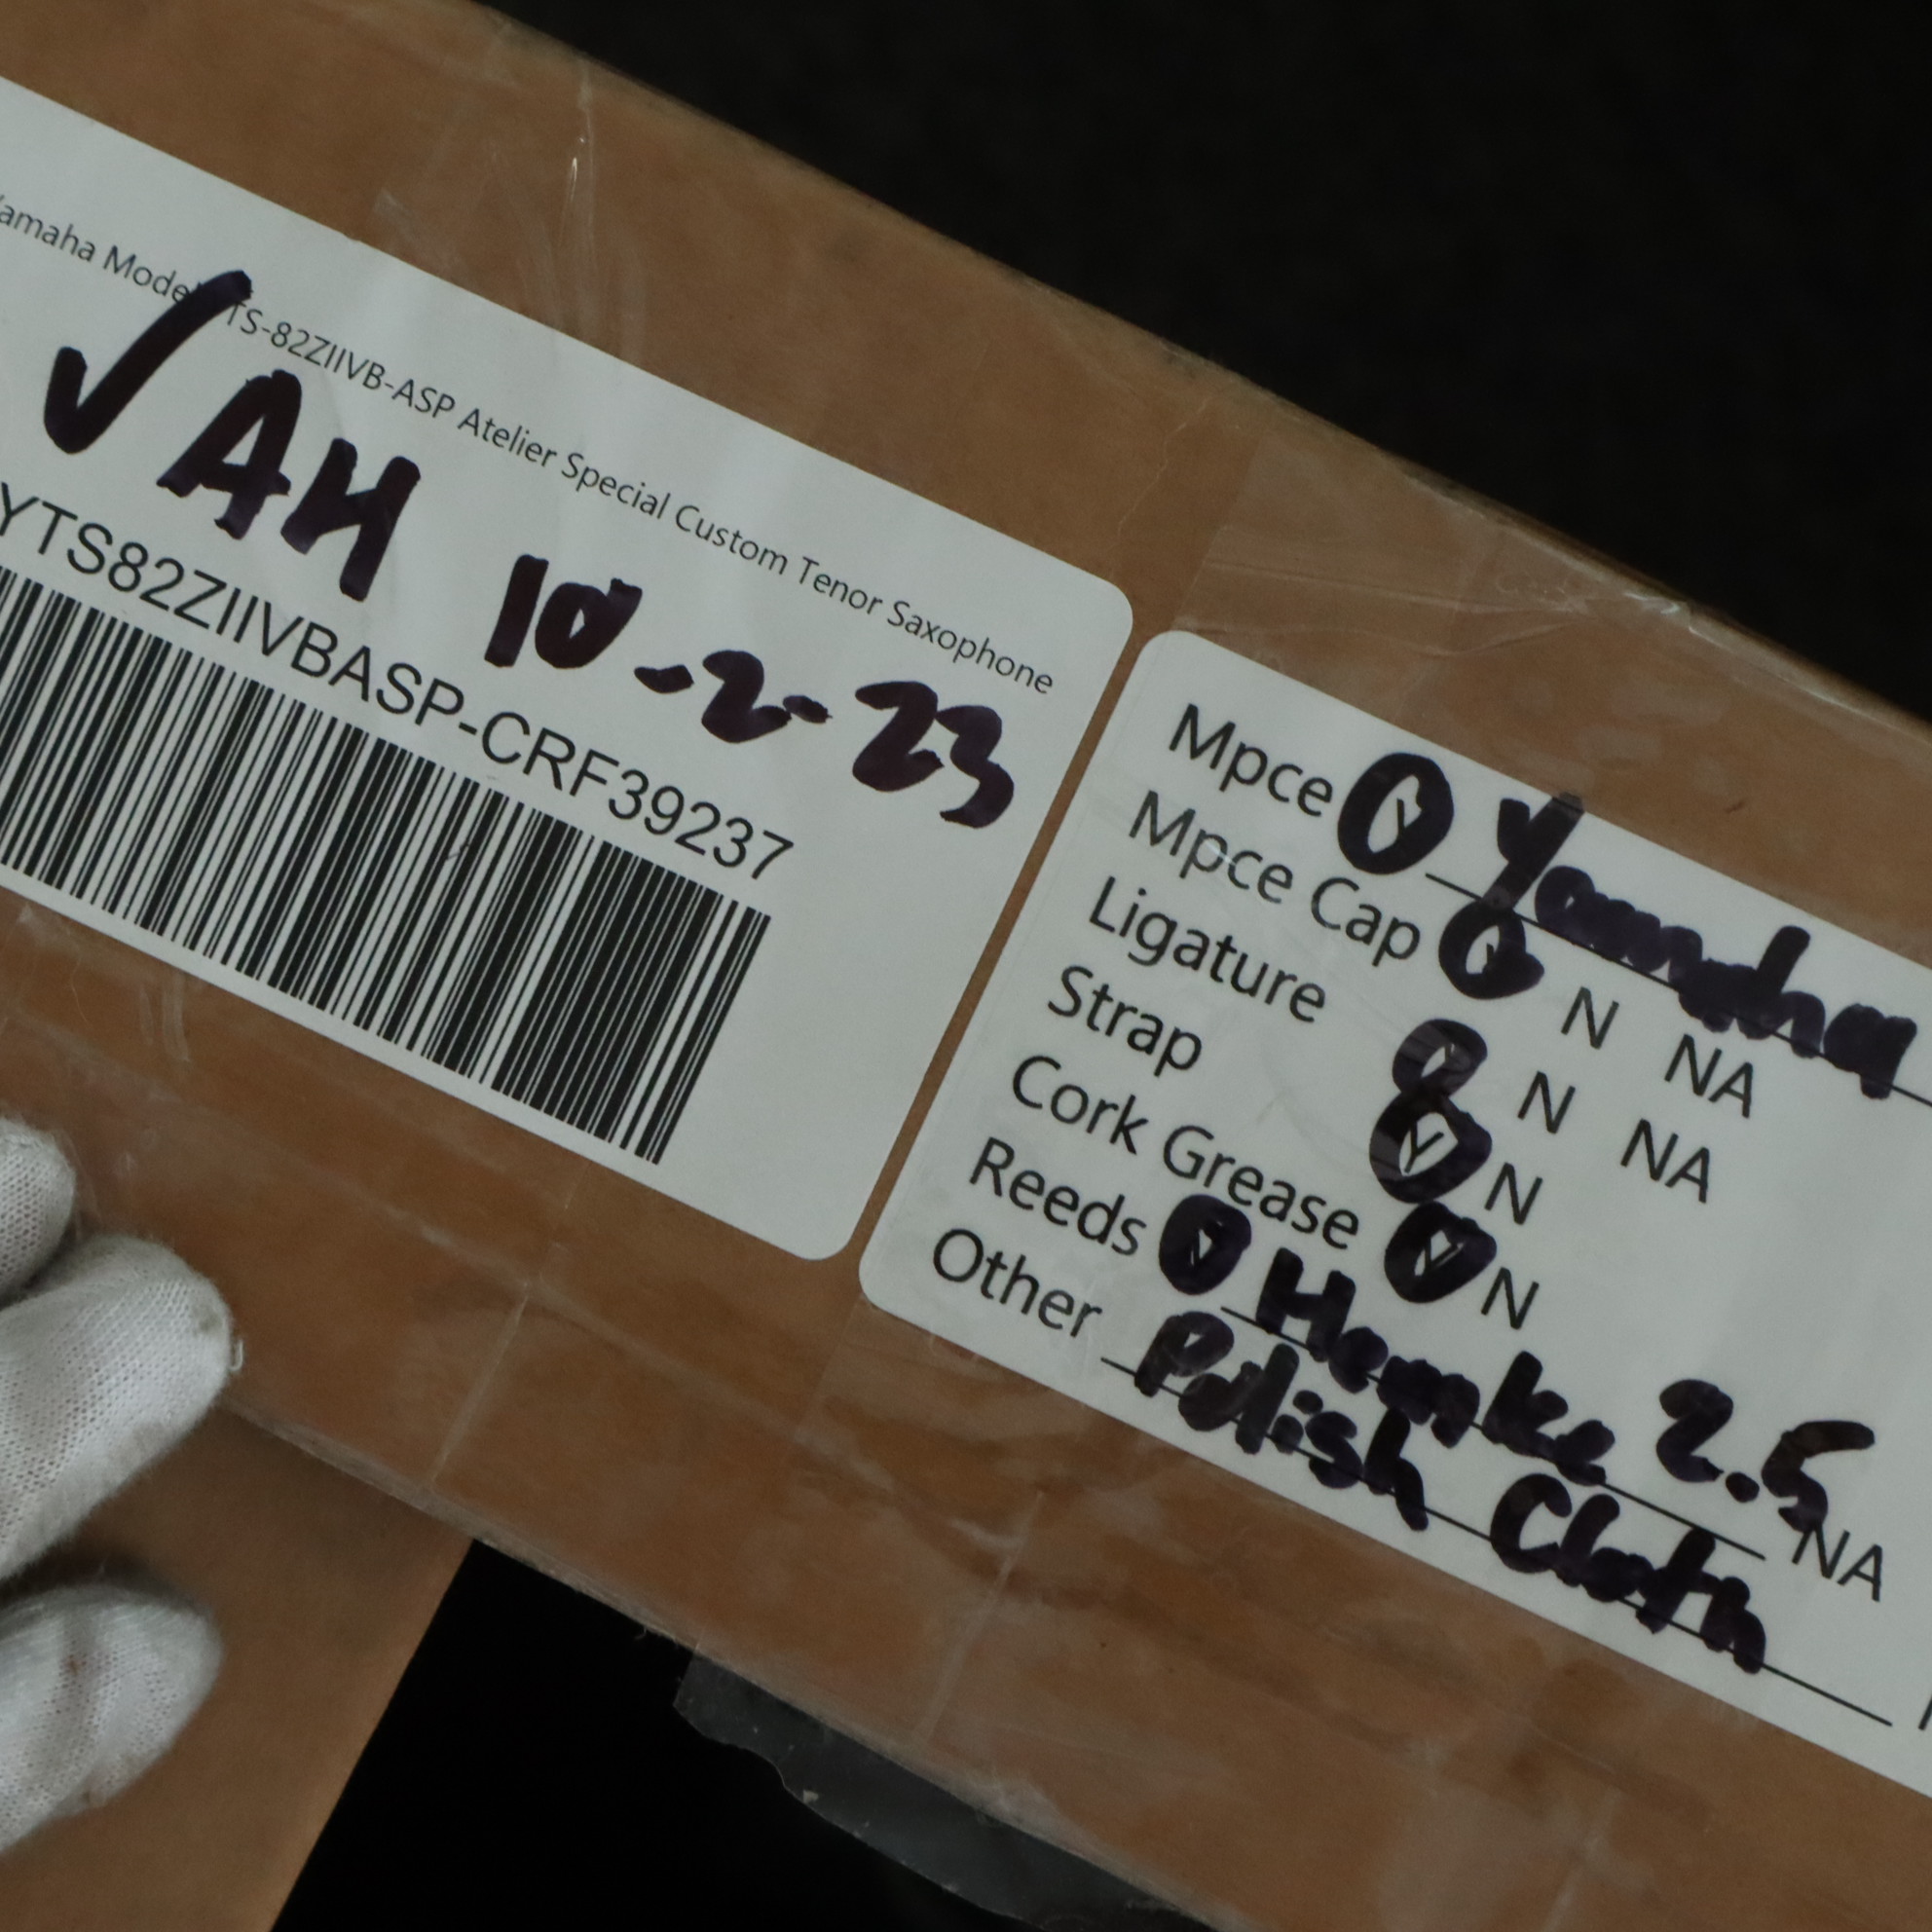 Yamaha Model YTS-82ZIIVB-ASP Atelier Special Custom Tenor Saxophone
✓ AH 10-2-23
YTS82ZIIVBASP-CRF39237
Mpce Y Yamaha
Mpce Cap Y N NA
Ligature Y N NA
Strap Y N
Cork Grease Y N
Reeds Y Hemke 2.5 NA
Other Polish Cloth